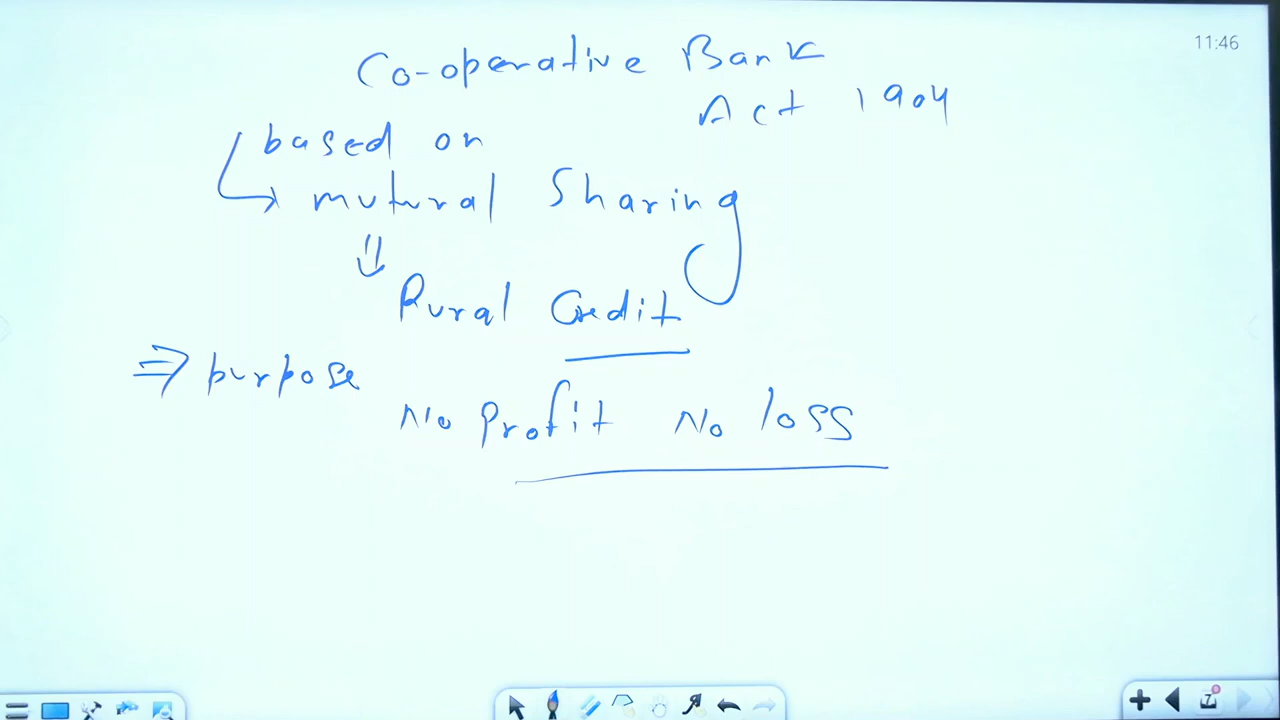 11:46
Co-operative Bank
Act 1904
based on
mutural Sharing
Rural Credit
⇒ purpose
No Profit No loss